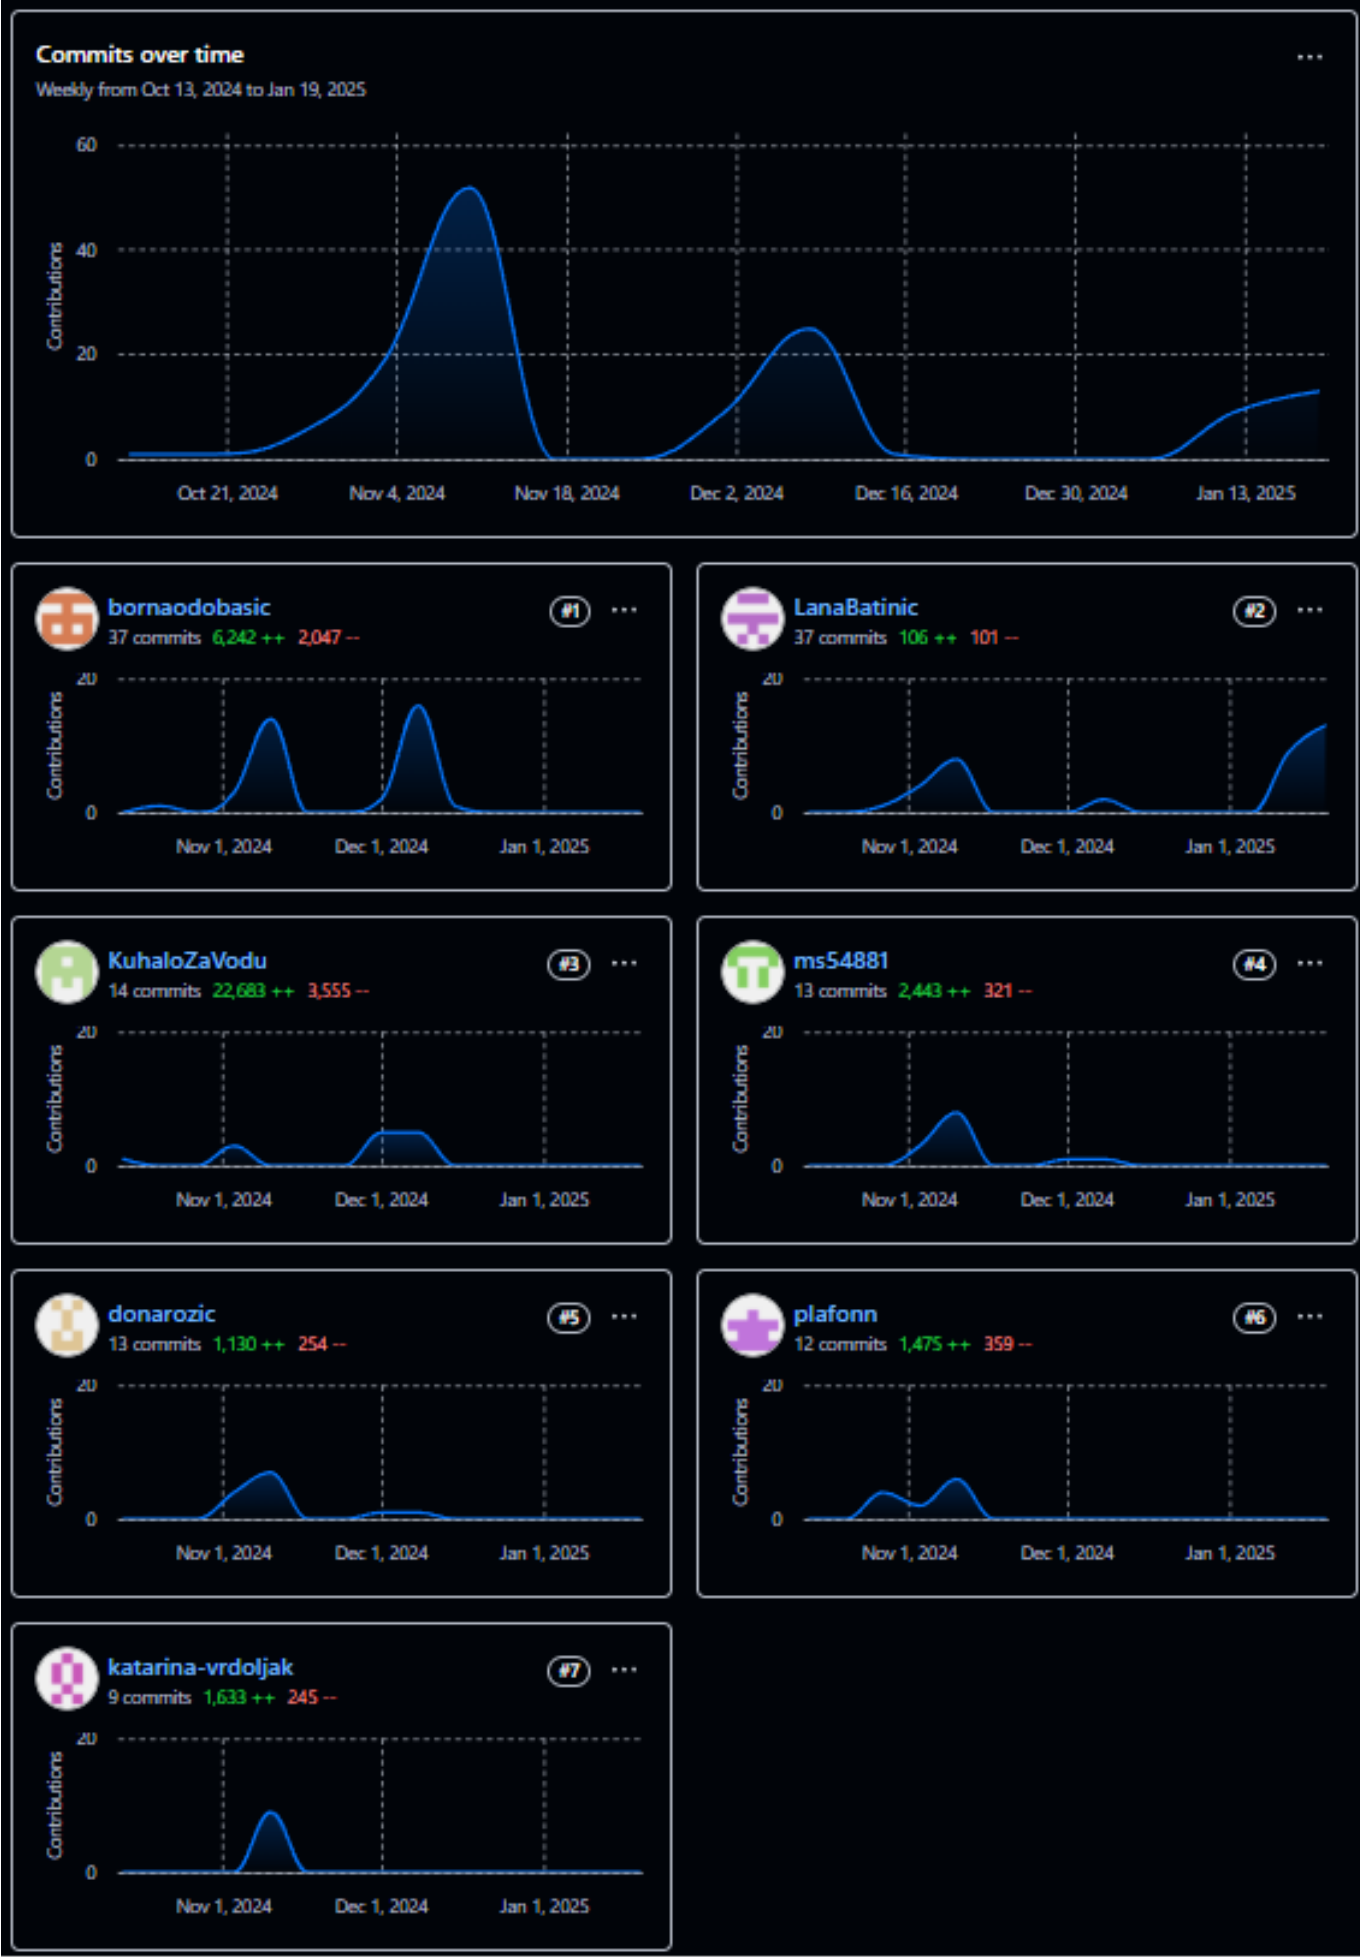 Commits over time
Weekly from Oct 13, 2024 to Jan 19, 2025
Contributions
60
40
20
0
Oct 21, 2024 Nov 4, 2024 Nov 18, 2024 Dec 2, 2024 Dec 16, 2024 Dec 30, 2024 Jan 13, 2025
bornaodobasic #1
37 commits 6,242 ++ 2,047 --
Contributions
20
0
Nov 1, 2024 Dec 1, 2024 Jan 1, 2025
LanaBatinic #2
37 commits 106 ++ 101 --
Contributions
20
0
Nov 1, 2024 Dec 1, 2024 Jan 1, 2025
KuhaloZaVodu #3
14 commits 22,683 ++ 3,555 --
Contributions
20
0
Nov 1, 2024 Dec 1, 2024 Jan 1, 2025
ms54881 #4
13 commits 2,443 ++ 321 --
Contributions
20
0
Nov 1, 2024 Dec 1, 2024 Jan 1, 2025
donarozic #5
13 commits 1,130 ++ 254 --
Contributions
20
0
Nov 1, 2024 Dec 1, 2024 Jan 1, 2025
plafonn #6
12 commits 1,475 ++ 359 --
Contributions
20
0
Nov 1, 2024 Dec 1, 2024 Jan 1, 2025
katarina-vrdoljak #7
9 commits 1,633 ++ 245 --
Contributions
20
0
Nov 1, 2024 Dec 1, 2024 Jan 1, 2025